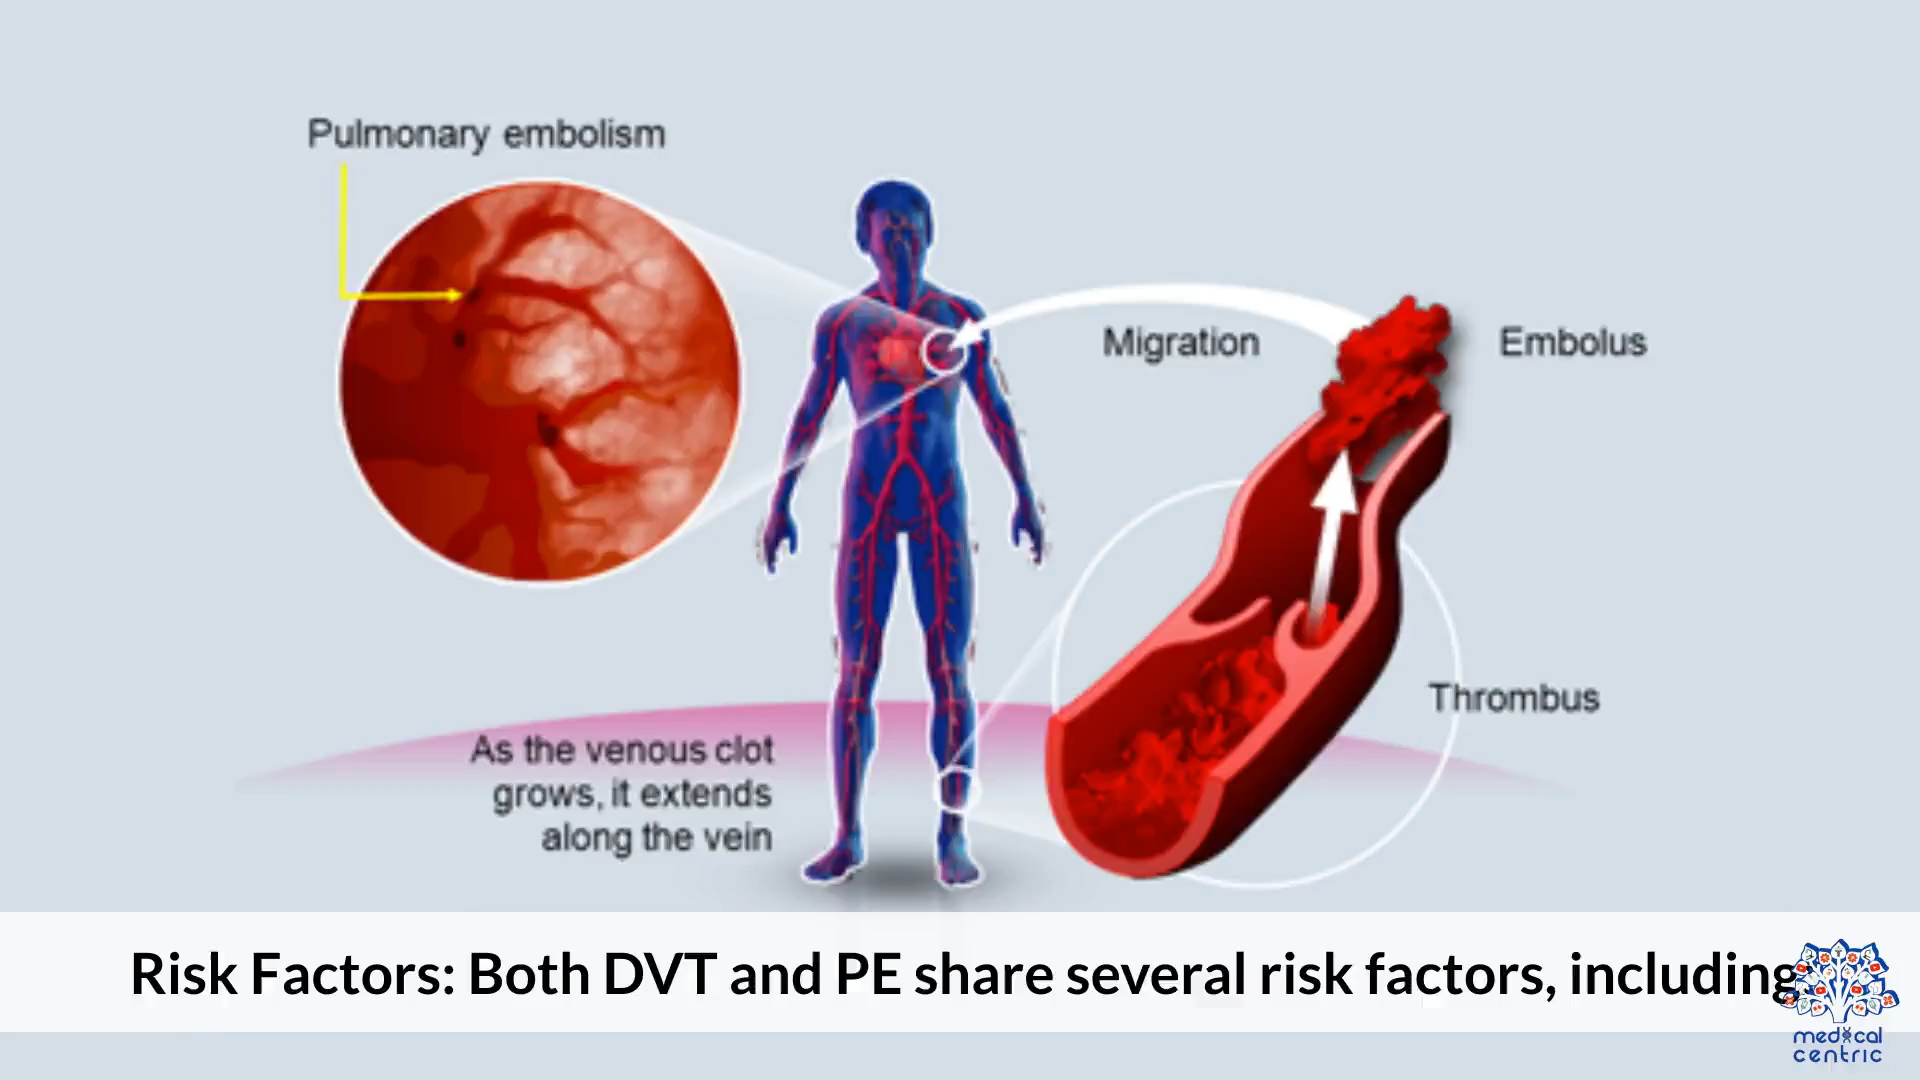 Pulmonary embolism
Migration
Embolus
Thrombus
As the venous clot
grows, it extends
along the vein
Risk Factors: Both DVT and PE share several risk factors, including
medical
centric